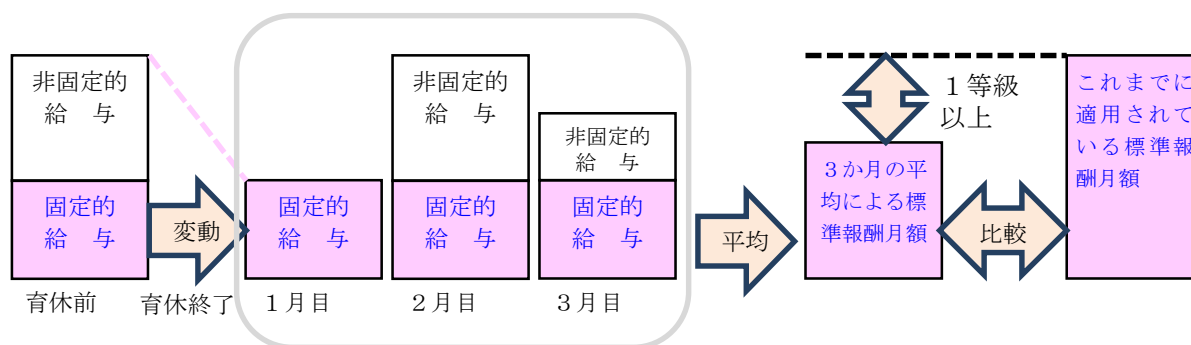 非固定的
給　与
固定的
給　与
育休前
変動
育休終了
固定的
給　与
１月目
非固定的
給　与
固定的
給　与
２月目
非固定的
給　与
固定的
給　与
３月目
平均
１等級
以上
３か月の平
均による標
準報酬月額
比較
これまでに
適用されて
いる標準報
酬月額